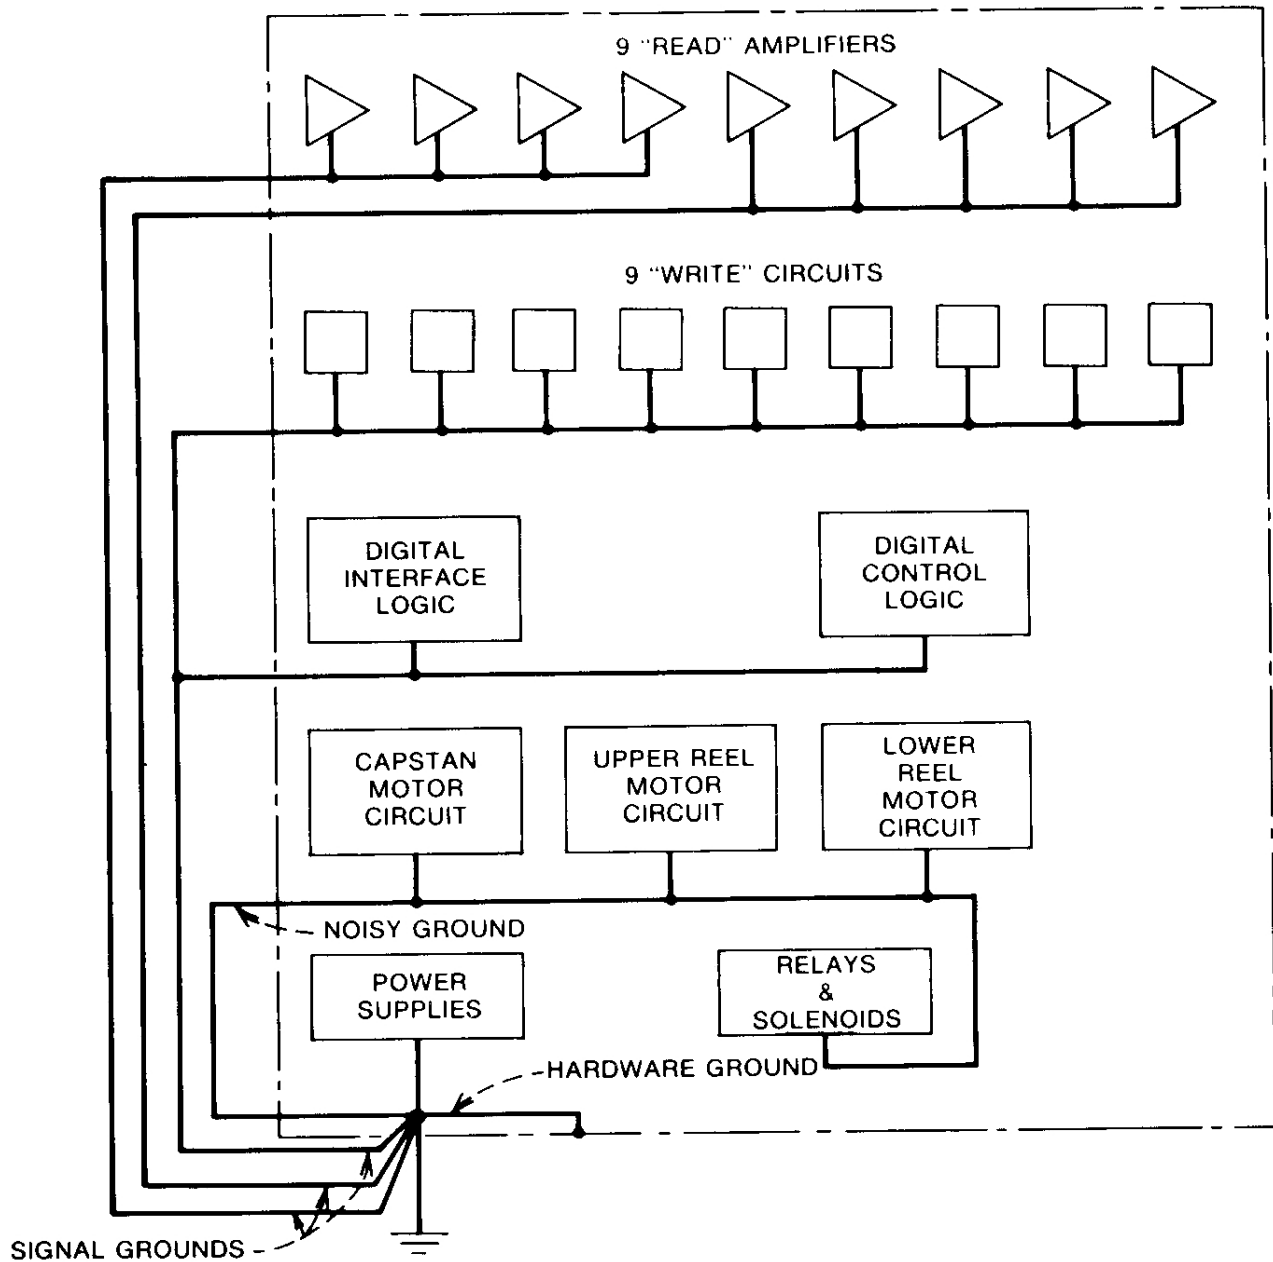 9 "READ" AMPLIFIERS
9 "WRITE" CIRCUITS
DIGITAL
INTERFACE
LOGIC
DIGITAL
CONTROL
LOGIC
CAPSTAN
MOTOR
CIRCUIT
UPPER REEL
MOTOR
CIRCUIT
LOWER
REEL
MOTOR
CIRCUIT
NOISY GROUND
POWER
SUPPLIES
RELAYS
&
SOLENOIDS
HARDWARE GROUND
SIGNAL GROUNDS